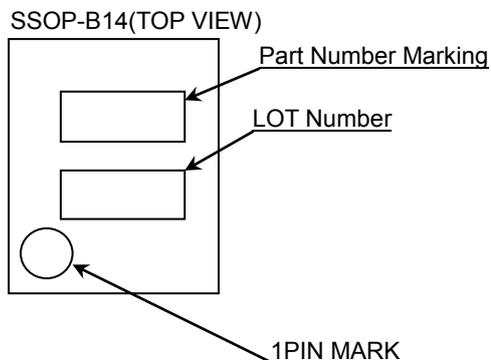 SSOP-B14(TOP VIEW)
Part Number Marking
LOT Number
1PIN MARK